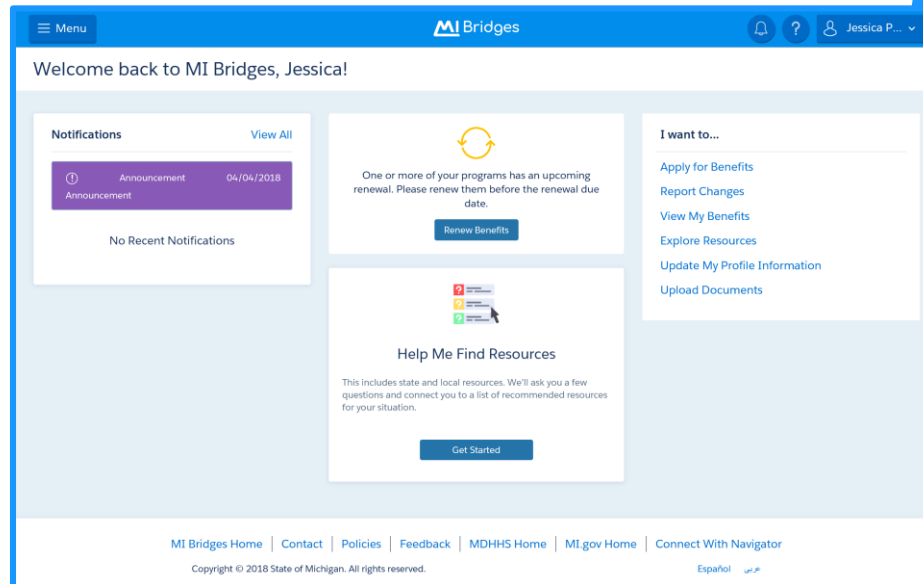 Menu
MI Bridges
?
Jessica P...
Welcome back to MI Bridges, Jessica!
Notifications
View All
Announcement 04/04/2018
Announcement
No Recent Notifications
One or more of your programs has an upcoming
renewal. Please renew them before the renewal due
date.
Renew Benefits
Help Me Find Resources
This includes state and local resources. We'll ask you a few
questions and connect you to a list of recommended resources
for your situation.
Get Started
I want to...
Apply for Benefits
Report Changes
View My Benefits
Explore Resources
Update My Profile Information
Upload Documents
MI Bridges Home | Contact | Policies | Feedback | MDHHS Home | MI.gov Home | Connect With Navigator
Copyright © 2018 State of Michigan. All rights reserved.
Español عربي